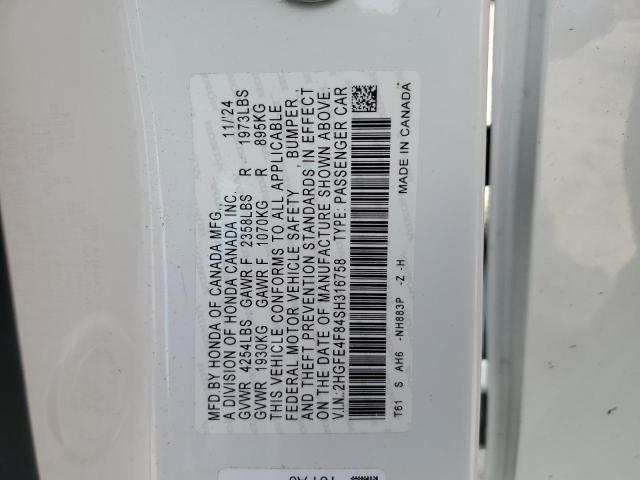 MFD.BY HONDA OF CANADA MFG., 11/24
A DIVISION OF HONDA CANADA INC.
GVWR 4254LBS GAWR F 2358LBS R 1973LBS
GVWR 1930KG GAWR F 1070KG R 895KG
THIS VEHICLE CONFORMS TO ALL APPLICABLE
FEDERAL MOTOR VEHICLE SAFETY , BUMPER,
AND THEFT PREVENTION STANDARDS IN EFFECT
ON THE DATE OF MANUFACTURE SHOWN ABOVE.
V.I.N:2HGFE4F84SH316758 TYPE: PASSENGER CAR
T61 S AH6 -NH883P -Z -H MADE IN CANADA